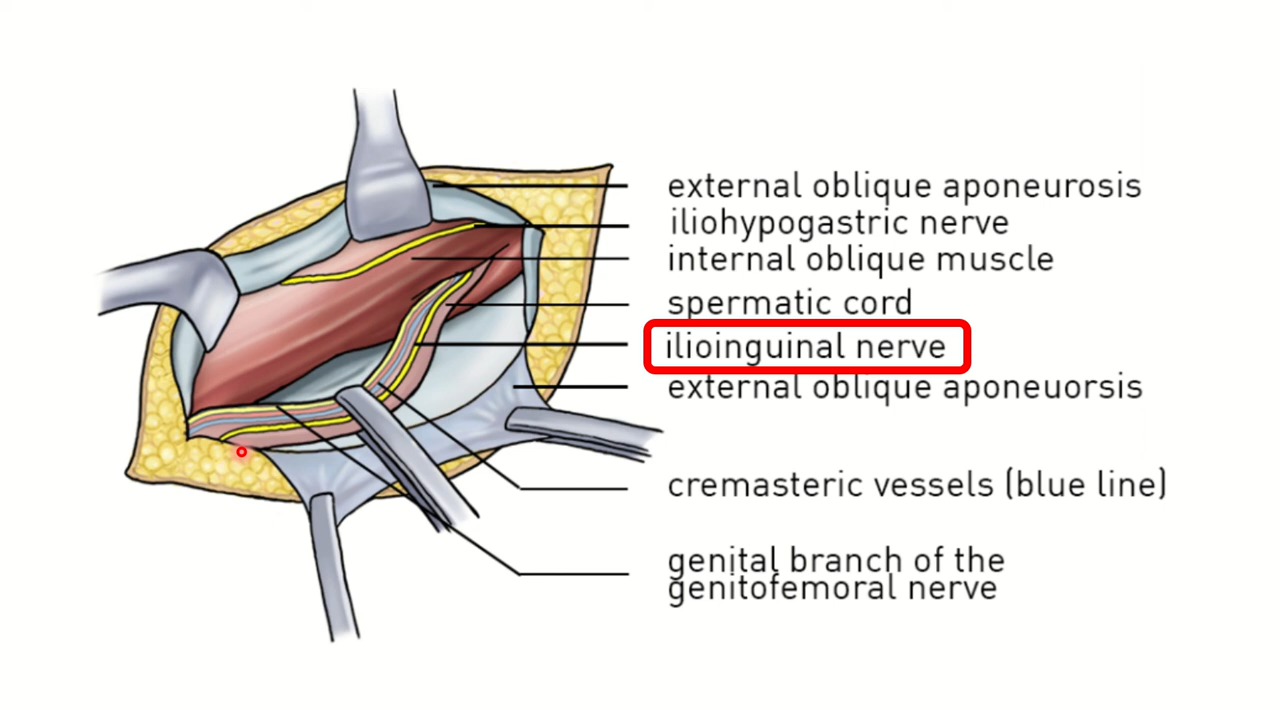 external oblique aponeurosis
iliohypogastric nerve
internal oblique muscle
spermatic cord
ilioinguinal nerve
external oblique aponeuorsis
cremasteric vessels (blue line)
genital branch of the
genitofemoral nerve